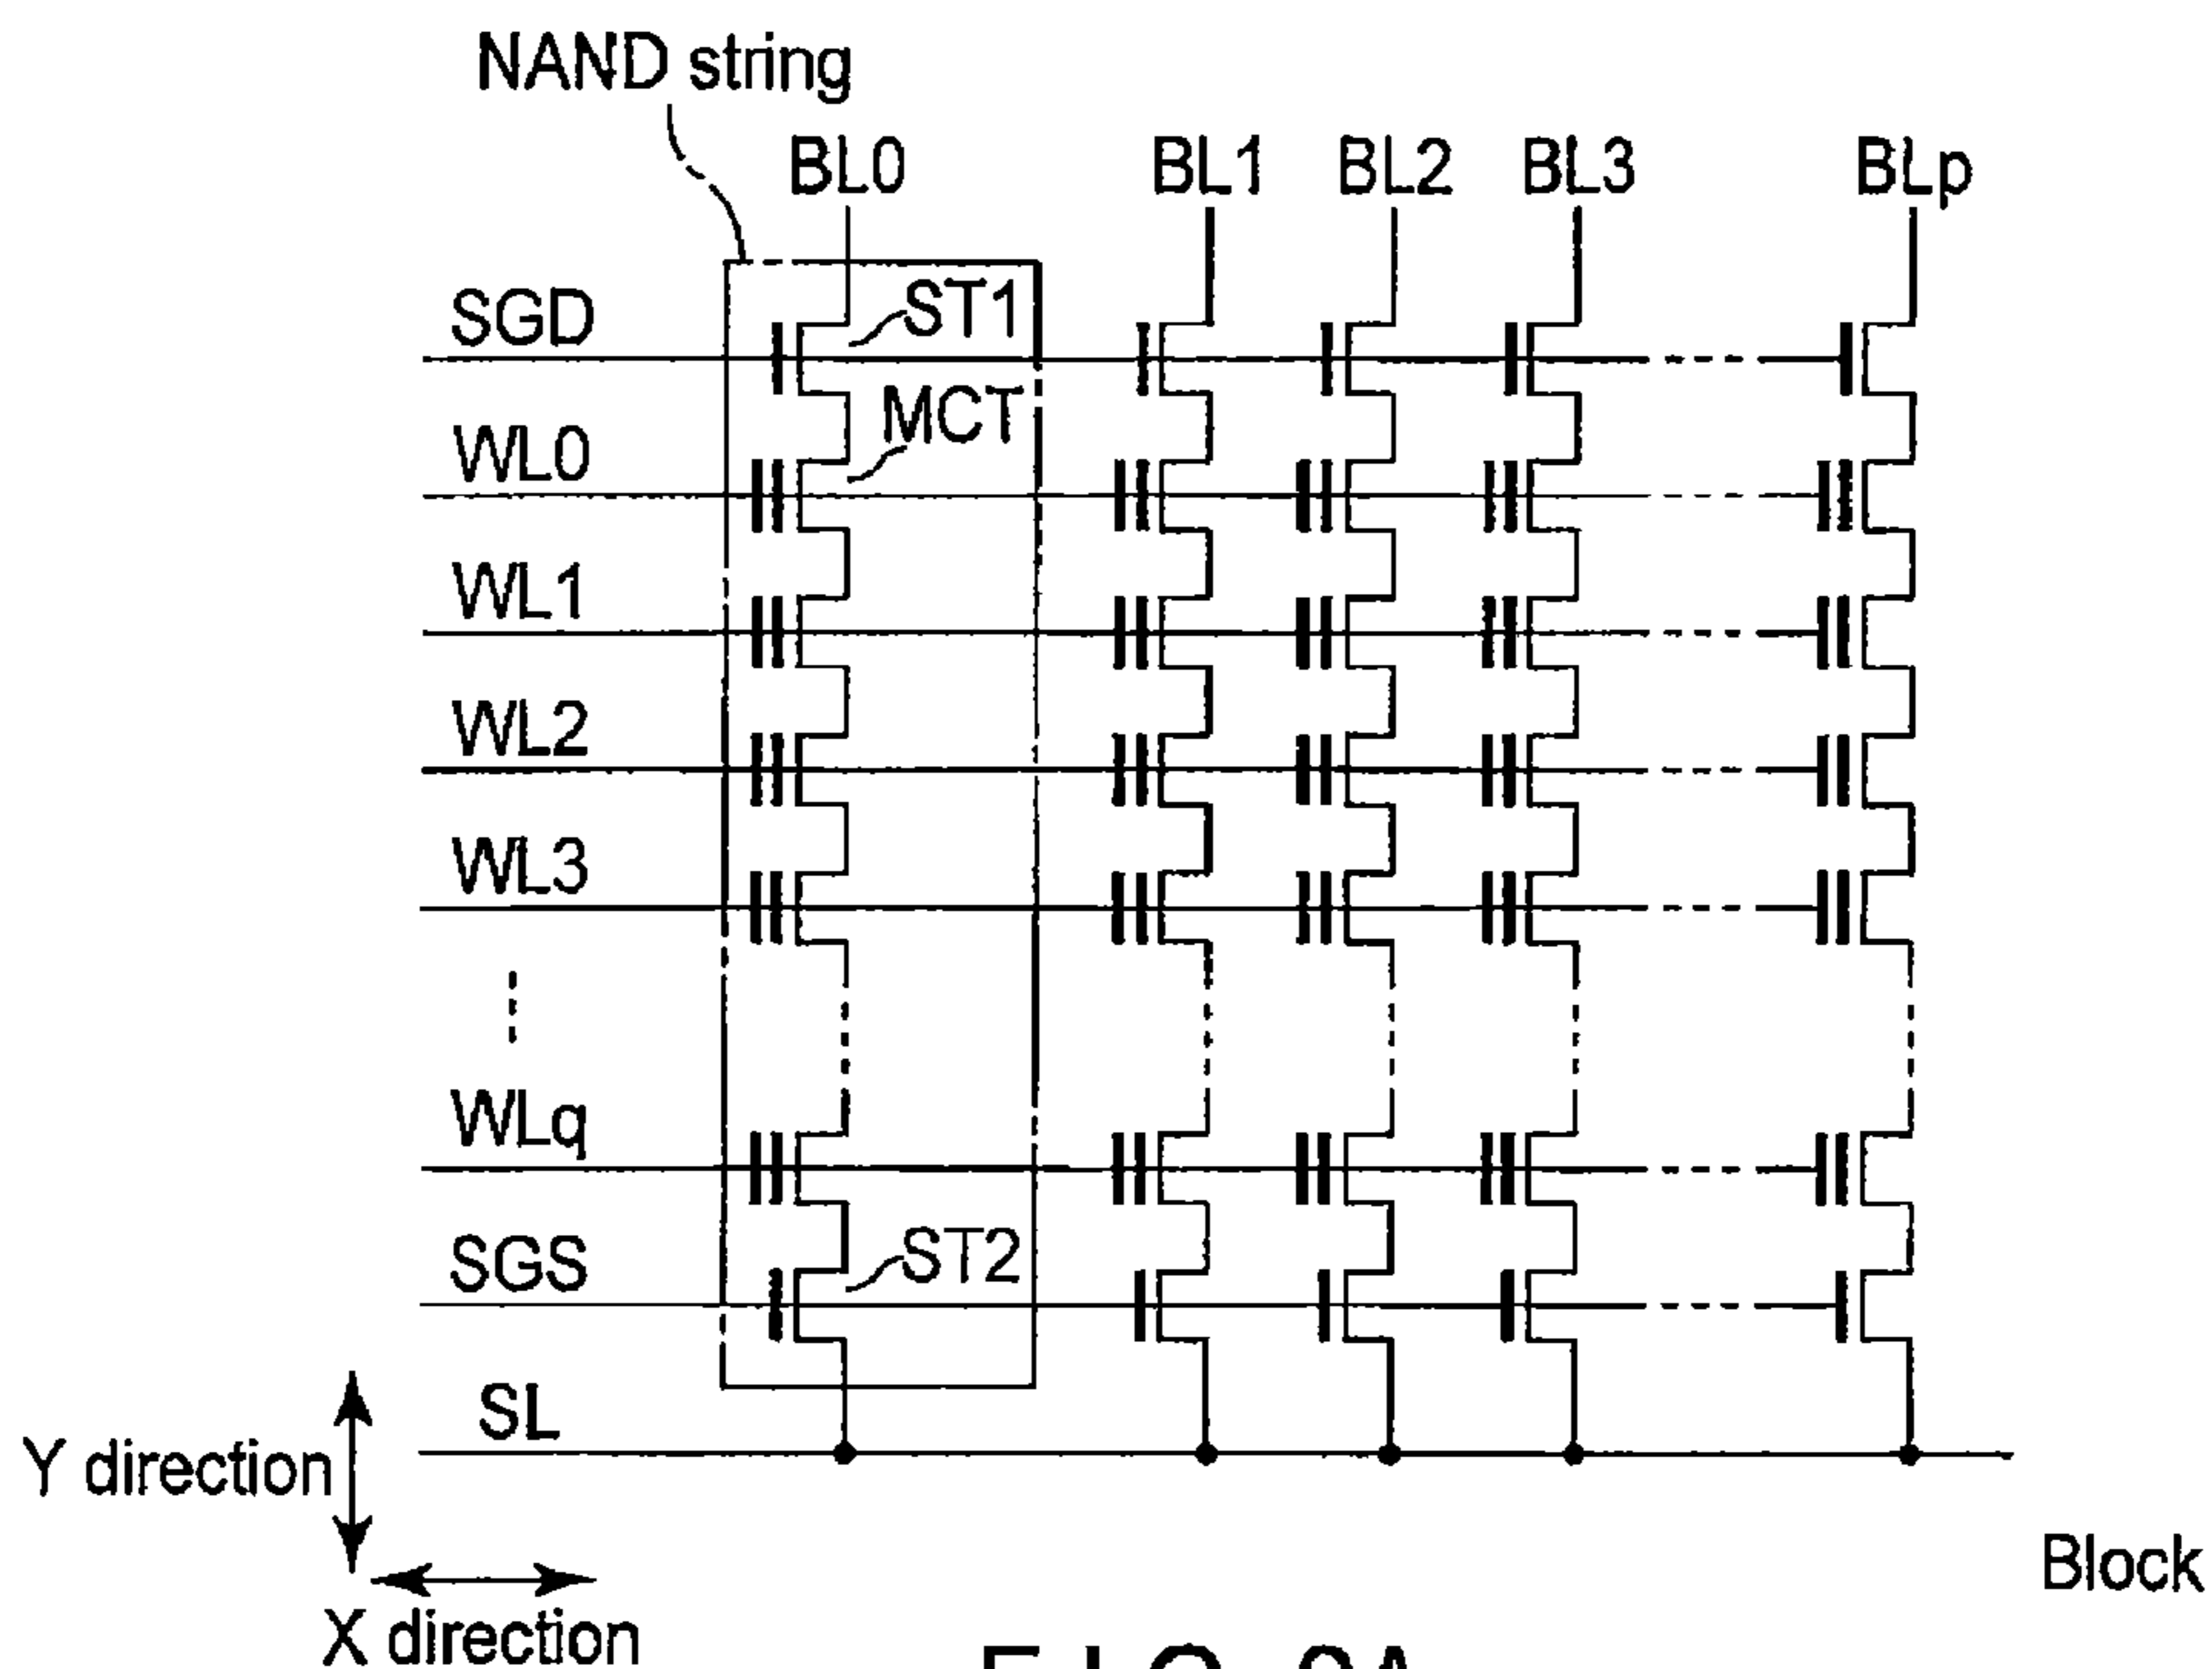 NAND string
BL0 BL1 BL2 BL3 BLp
SGD ST1
MCT
WL0
WL1
WL2
WL3
WLq
SGS ST2
SL
Y direction
X direction
Block